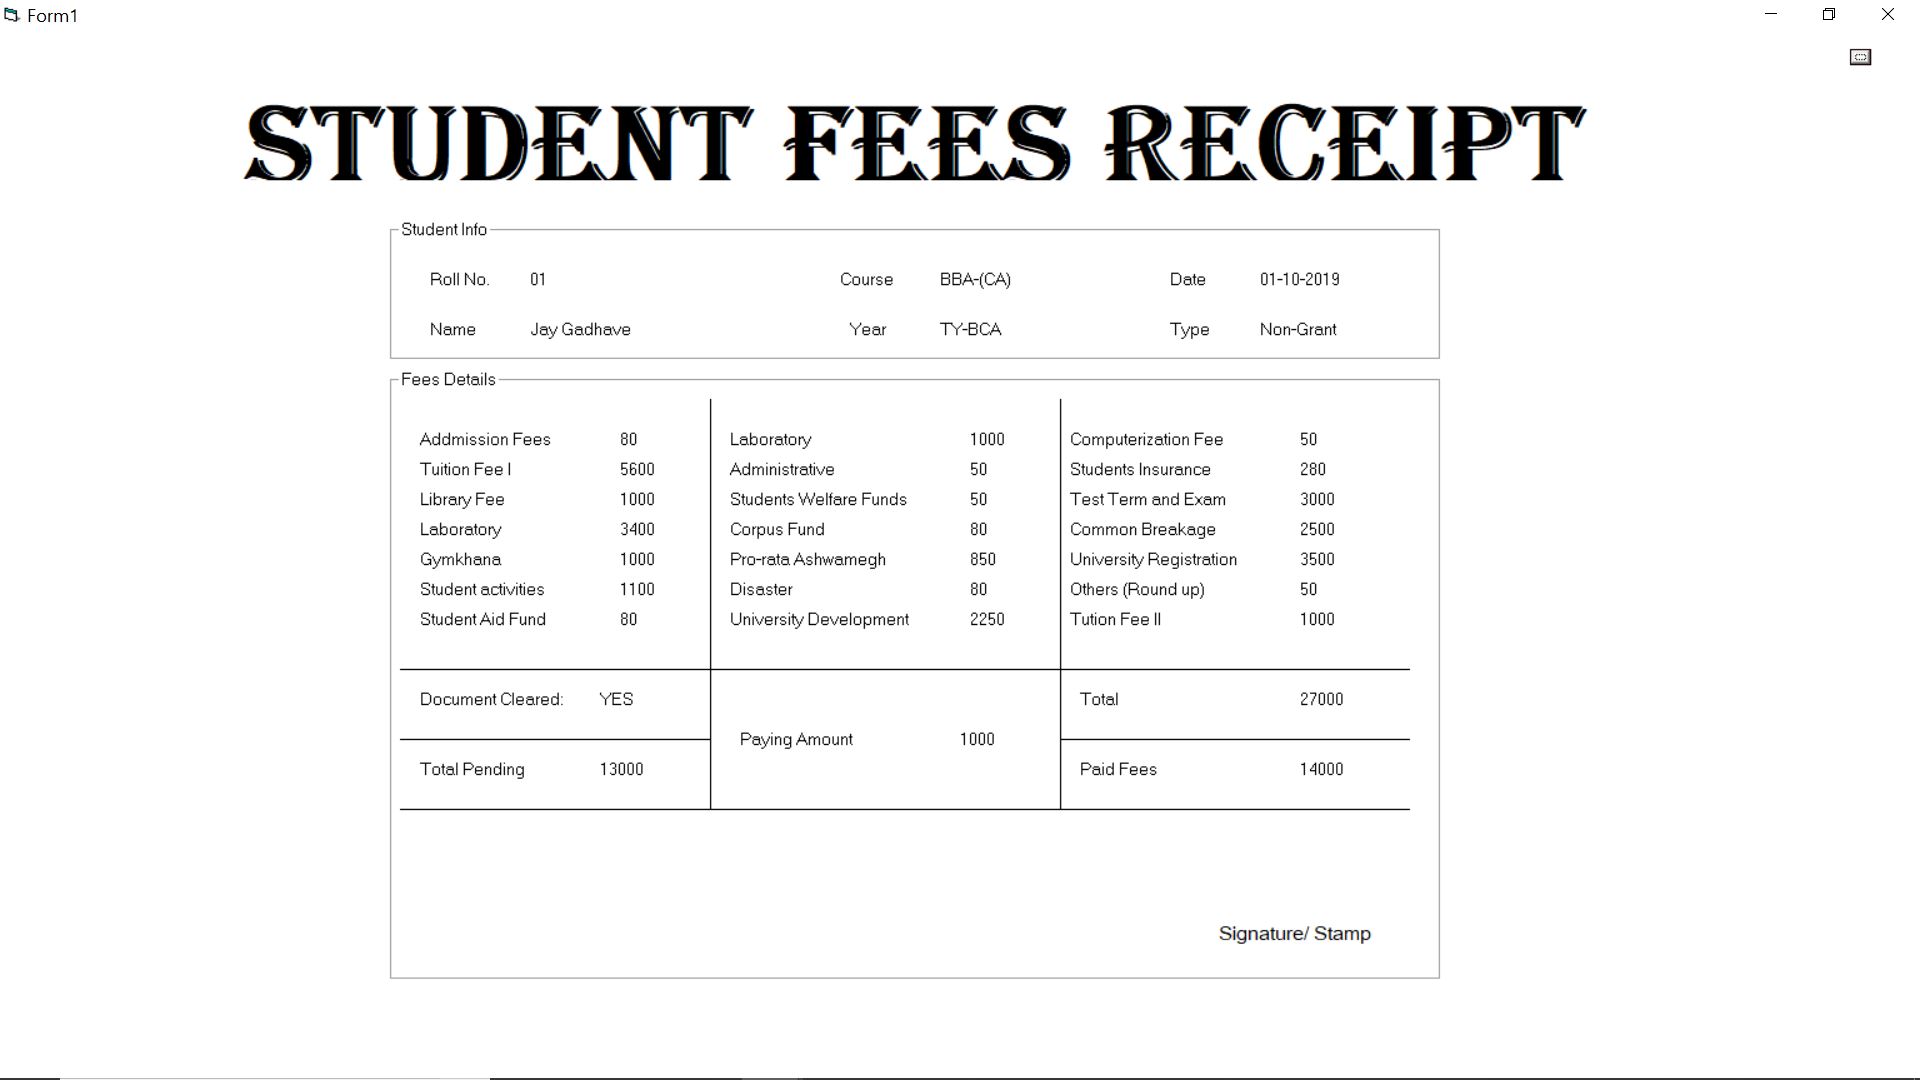 Form1
STUDENT FEES RECEIPT
Student Info
Roll No. 01 Course BBA-(CA) Date 01-10-2019
Name Jay Gadhave Year TY-BCA Type Non-Grant
Fees Details
Addmission Fees 80 Laboratory 1000 Computerization Fee 50
Tuition Fee I 5600 Administrative 50 Students Insurance 280
Library Fee 1000 Students Welfare Funds 50 Test Term and Exam 3000
Laboratory 3400 Corpus Fund 80 Common Breakage 2500
Gymkhana 1000 Pro-rata Ashwamegh 850 University Registration 3500
Student activities 1100 Disaster 80 Others (Round up) 50
Student Aid Fund 80 University Development 2250 Tution Fee II 1000
Document Cleared: YES Total 27000
Paying Amount 1000
Total Pending 13000 Paid Fees 14000
Signature/ Stamp